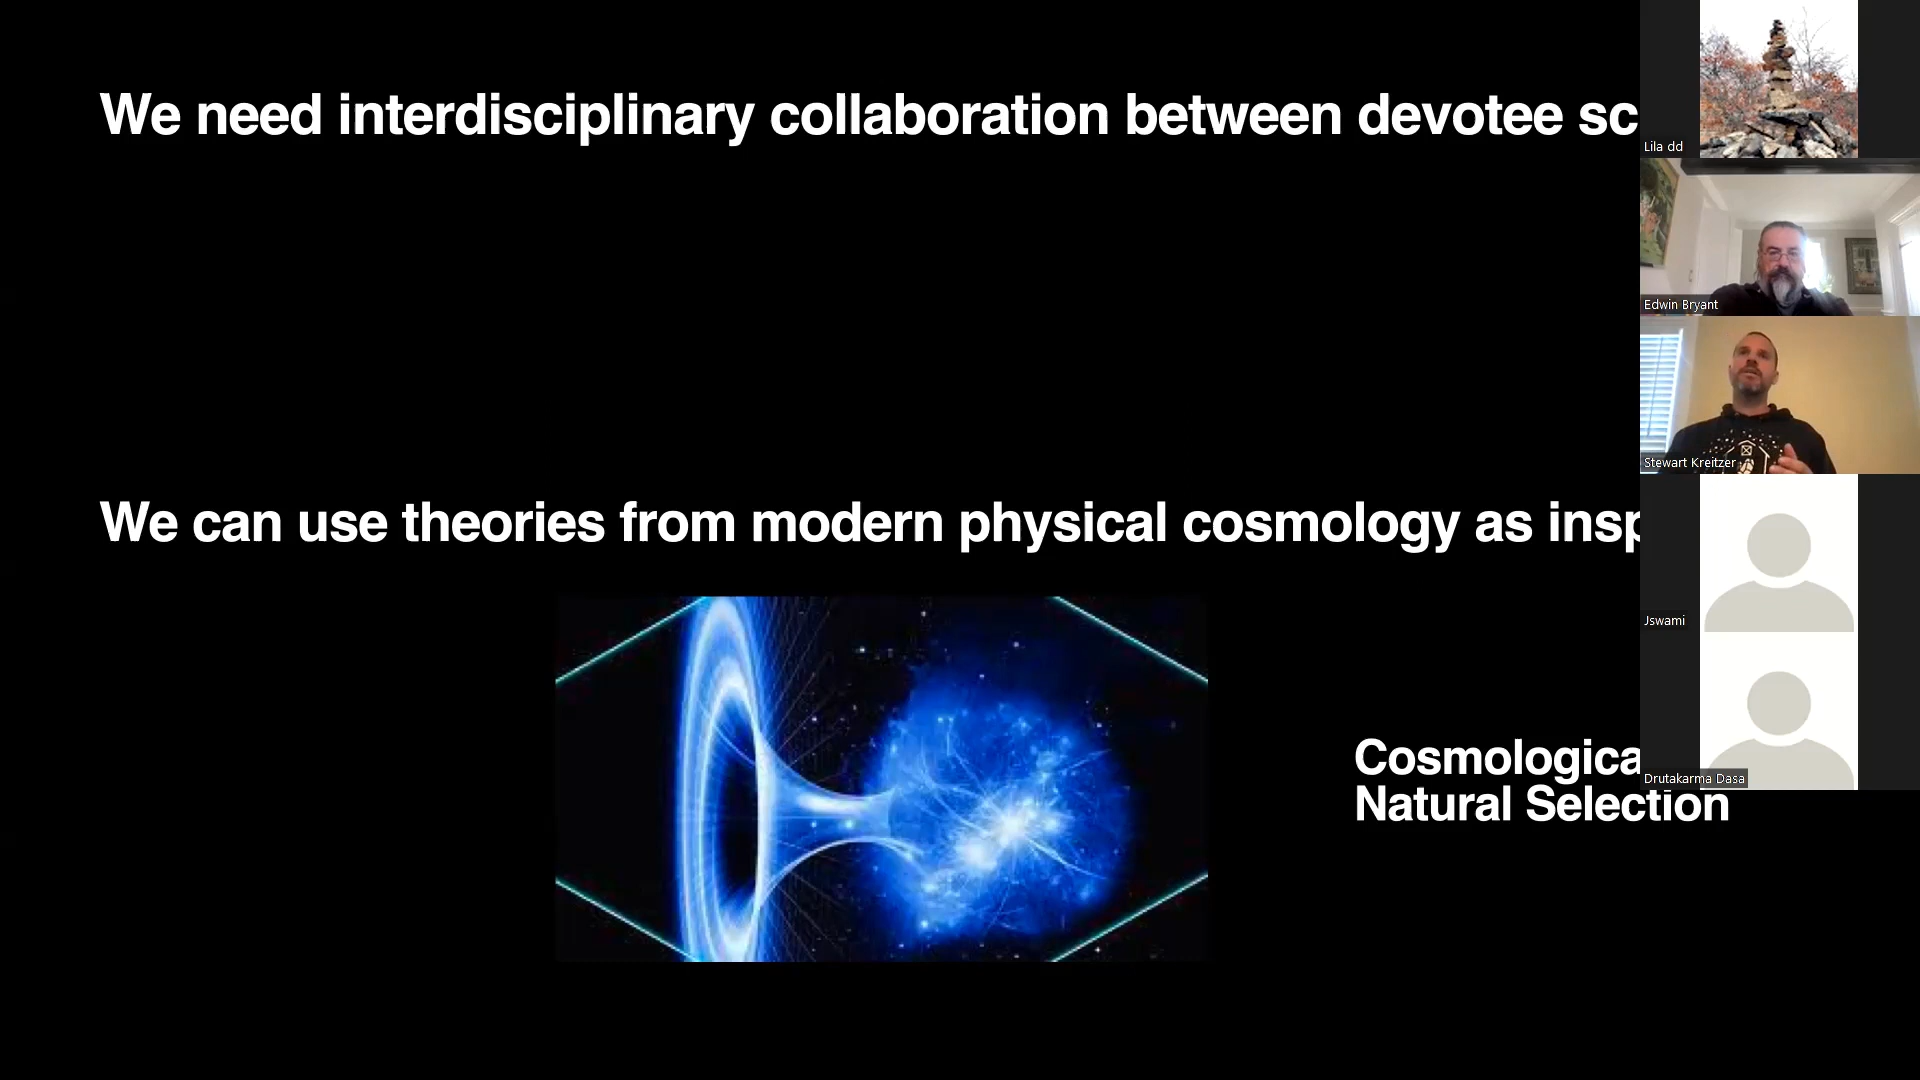 We need interdisciplinary collaboration between devotee sc
We can use theories from modern physical cosmology as insp
Cosmologica
Natural Selection
Lila dd
Edwin Bryant
Stewart Kreitzer
Jswami
Drutakarma Dasa